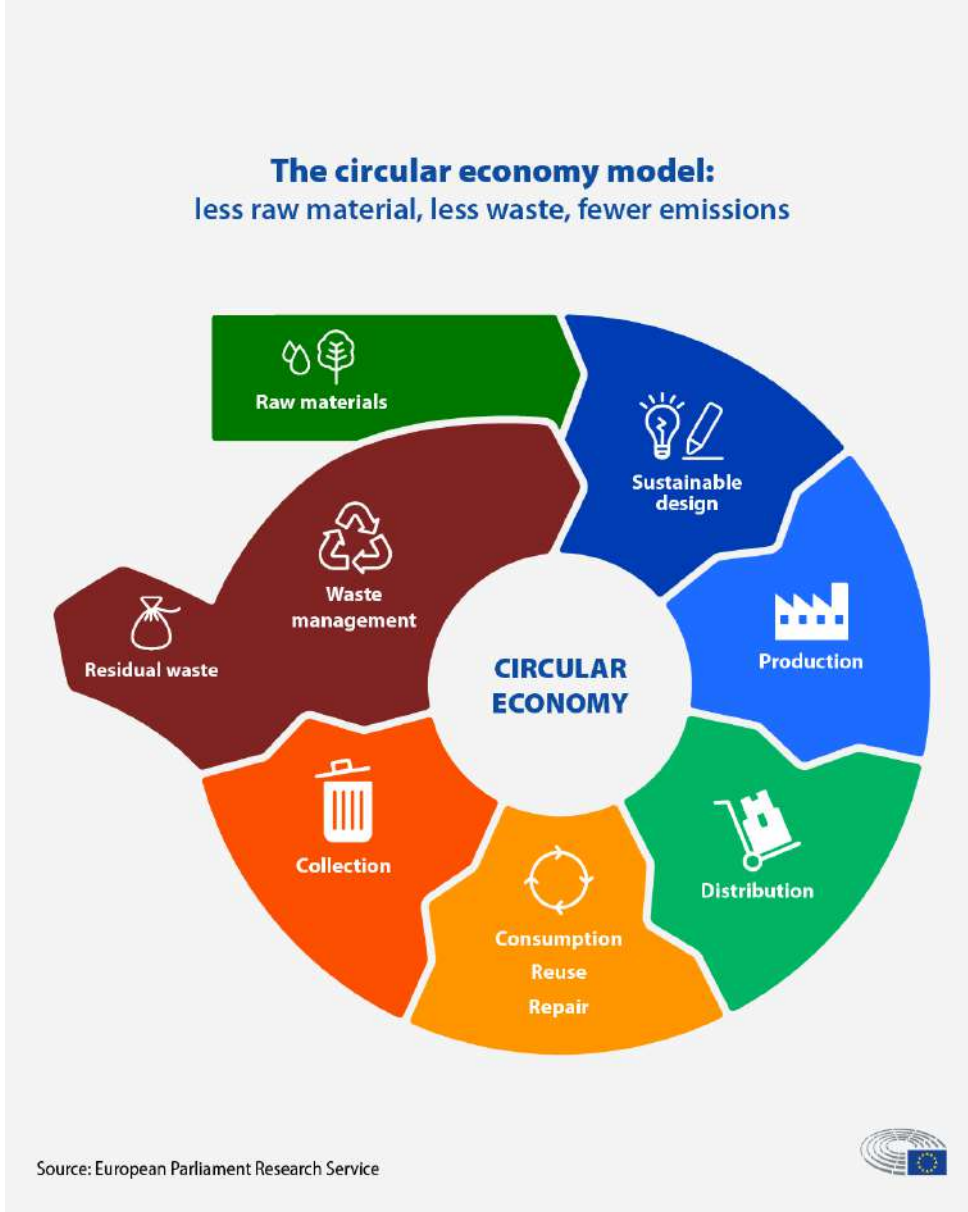 The circular economy model:
less raw material, less waste, fewer emissions
Raw materials
Sustainable
design
Production
Distribution
Consumption
Reuse
Repair
Collection
Waste
management
Residual waste
CIRCULAR
ECONOMY
Source: European Parliament Research Service